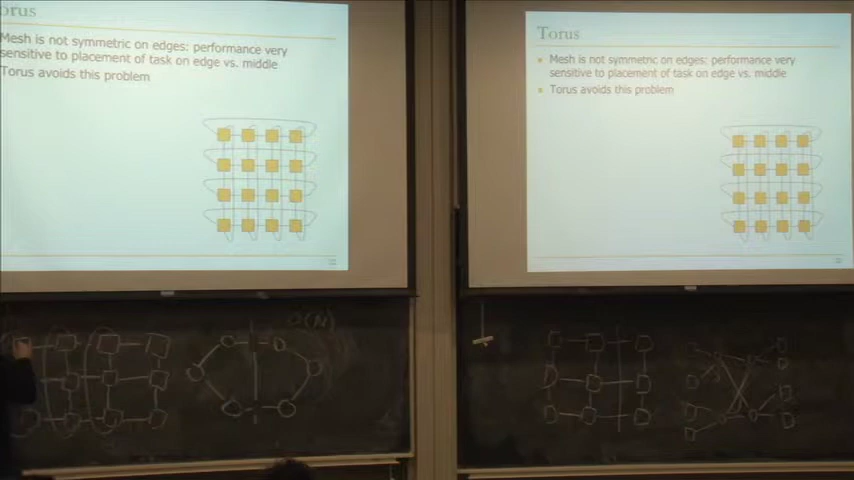 orus
Mesh is not symmetric on edges: performance very
sensitive to placement of task on edge vs. middle
Torus avoids this problem
Torus
Mesh is not symmetric on edges: performance very
sensitive to placement of task on edge vs. middle
Torus avoids this problem
O(N)